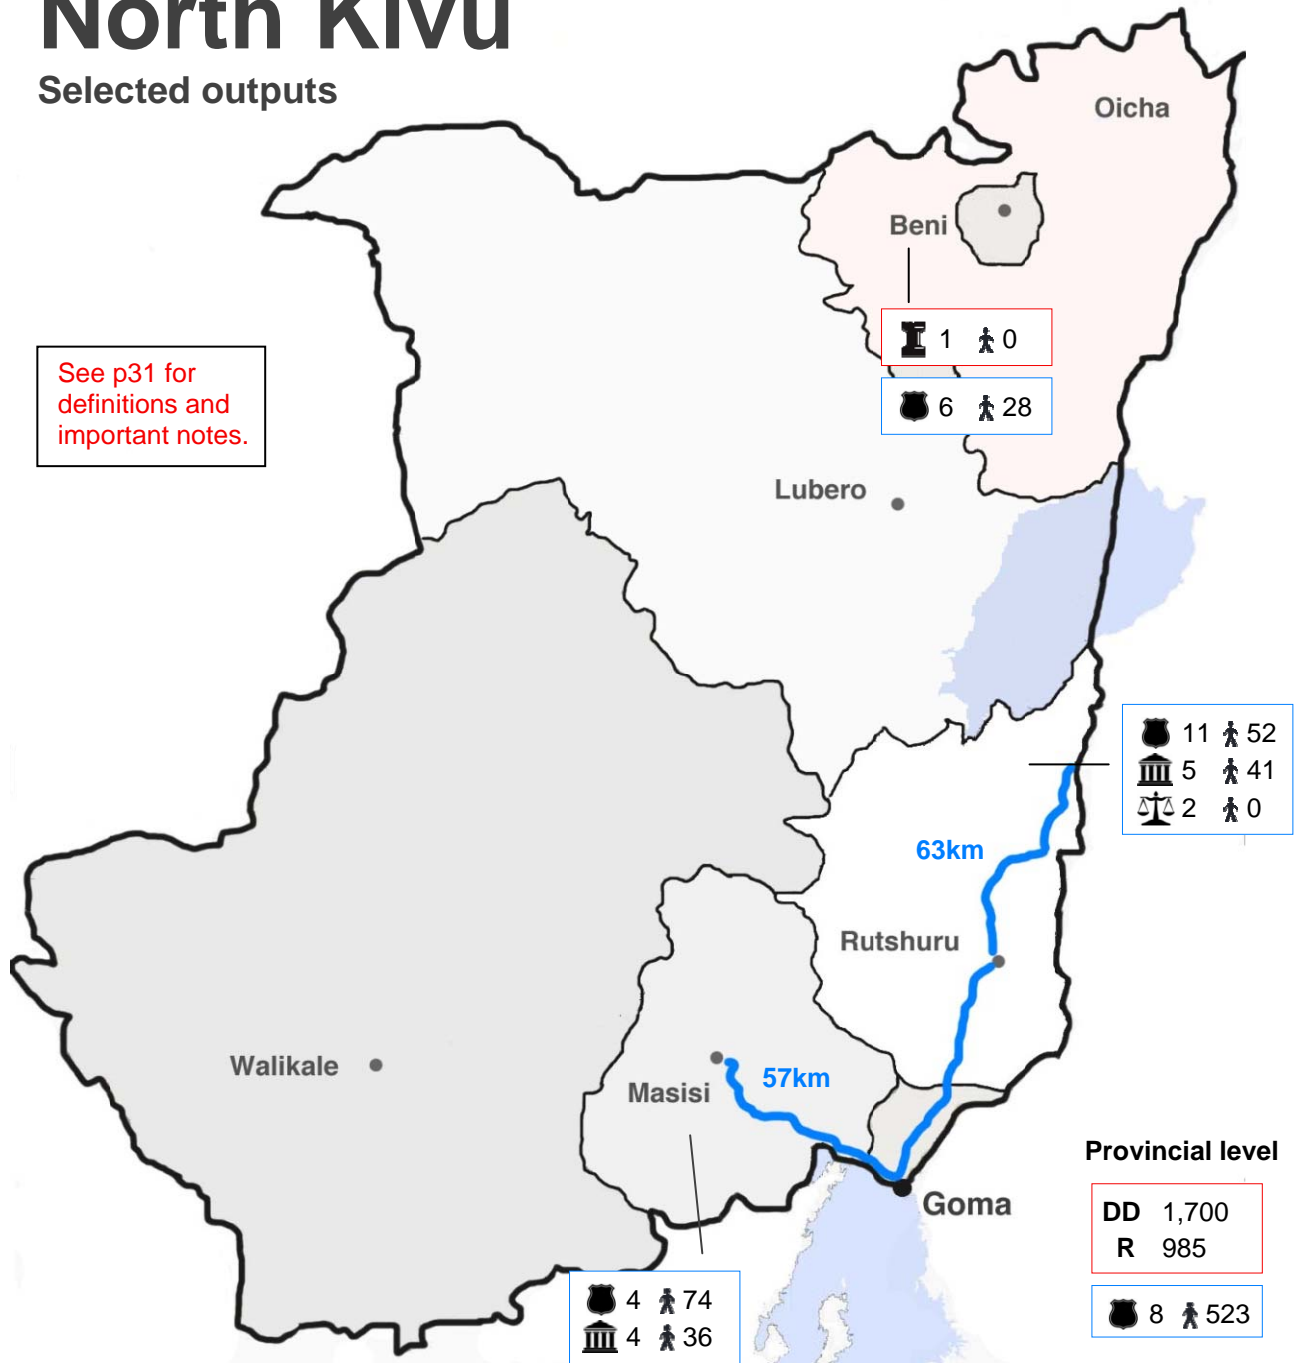 North Kivu
Selected outputs
Oicha
Beni
1 0
6 28
See p31 for
definitions and
important notes.
Lubero
11 52
5 41
2 0
63km
Rutshuru
Walikale
Masisi
57km
Goma
Provincial level
DD 1,700
R 985
8 523
4 74
4 36